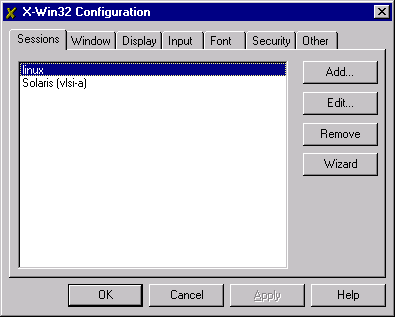 X-Win32 Configuration
Sessions Window Display Input Font Security Other
linux
Solaris (vlsi-a)
Add...
Edit...
Remove
Wizard
OK Cancel Apply Help